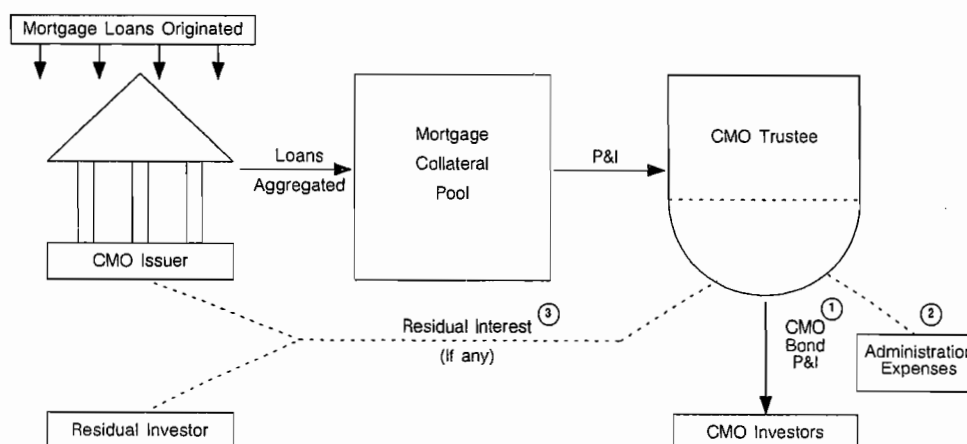 Mortgage Loans Originated
Mortgage
Collateral
Pool
CMO Trustee
Loans
Aggregated
P&I
CMO Issuer
Residual Interest ③
(if any)
①
CMO
Bond
P&I
②
Administration
Expenses
Residual Investor
CMO Investors